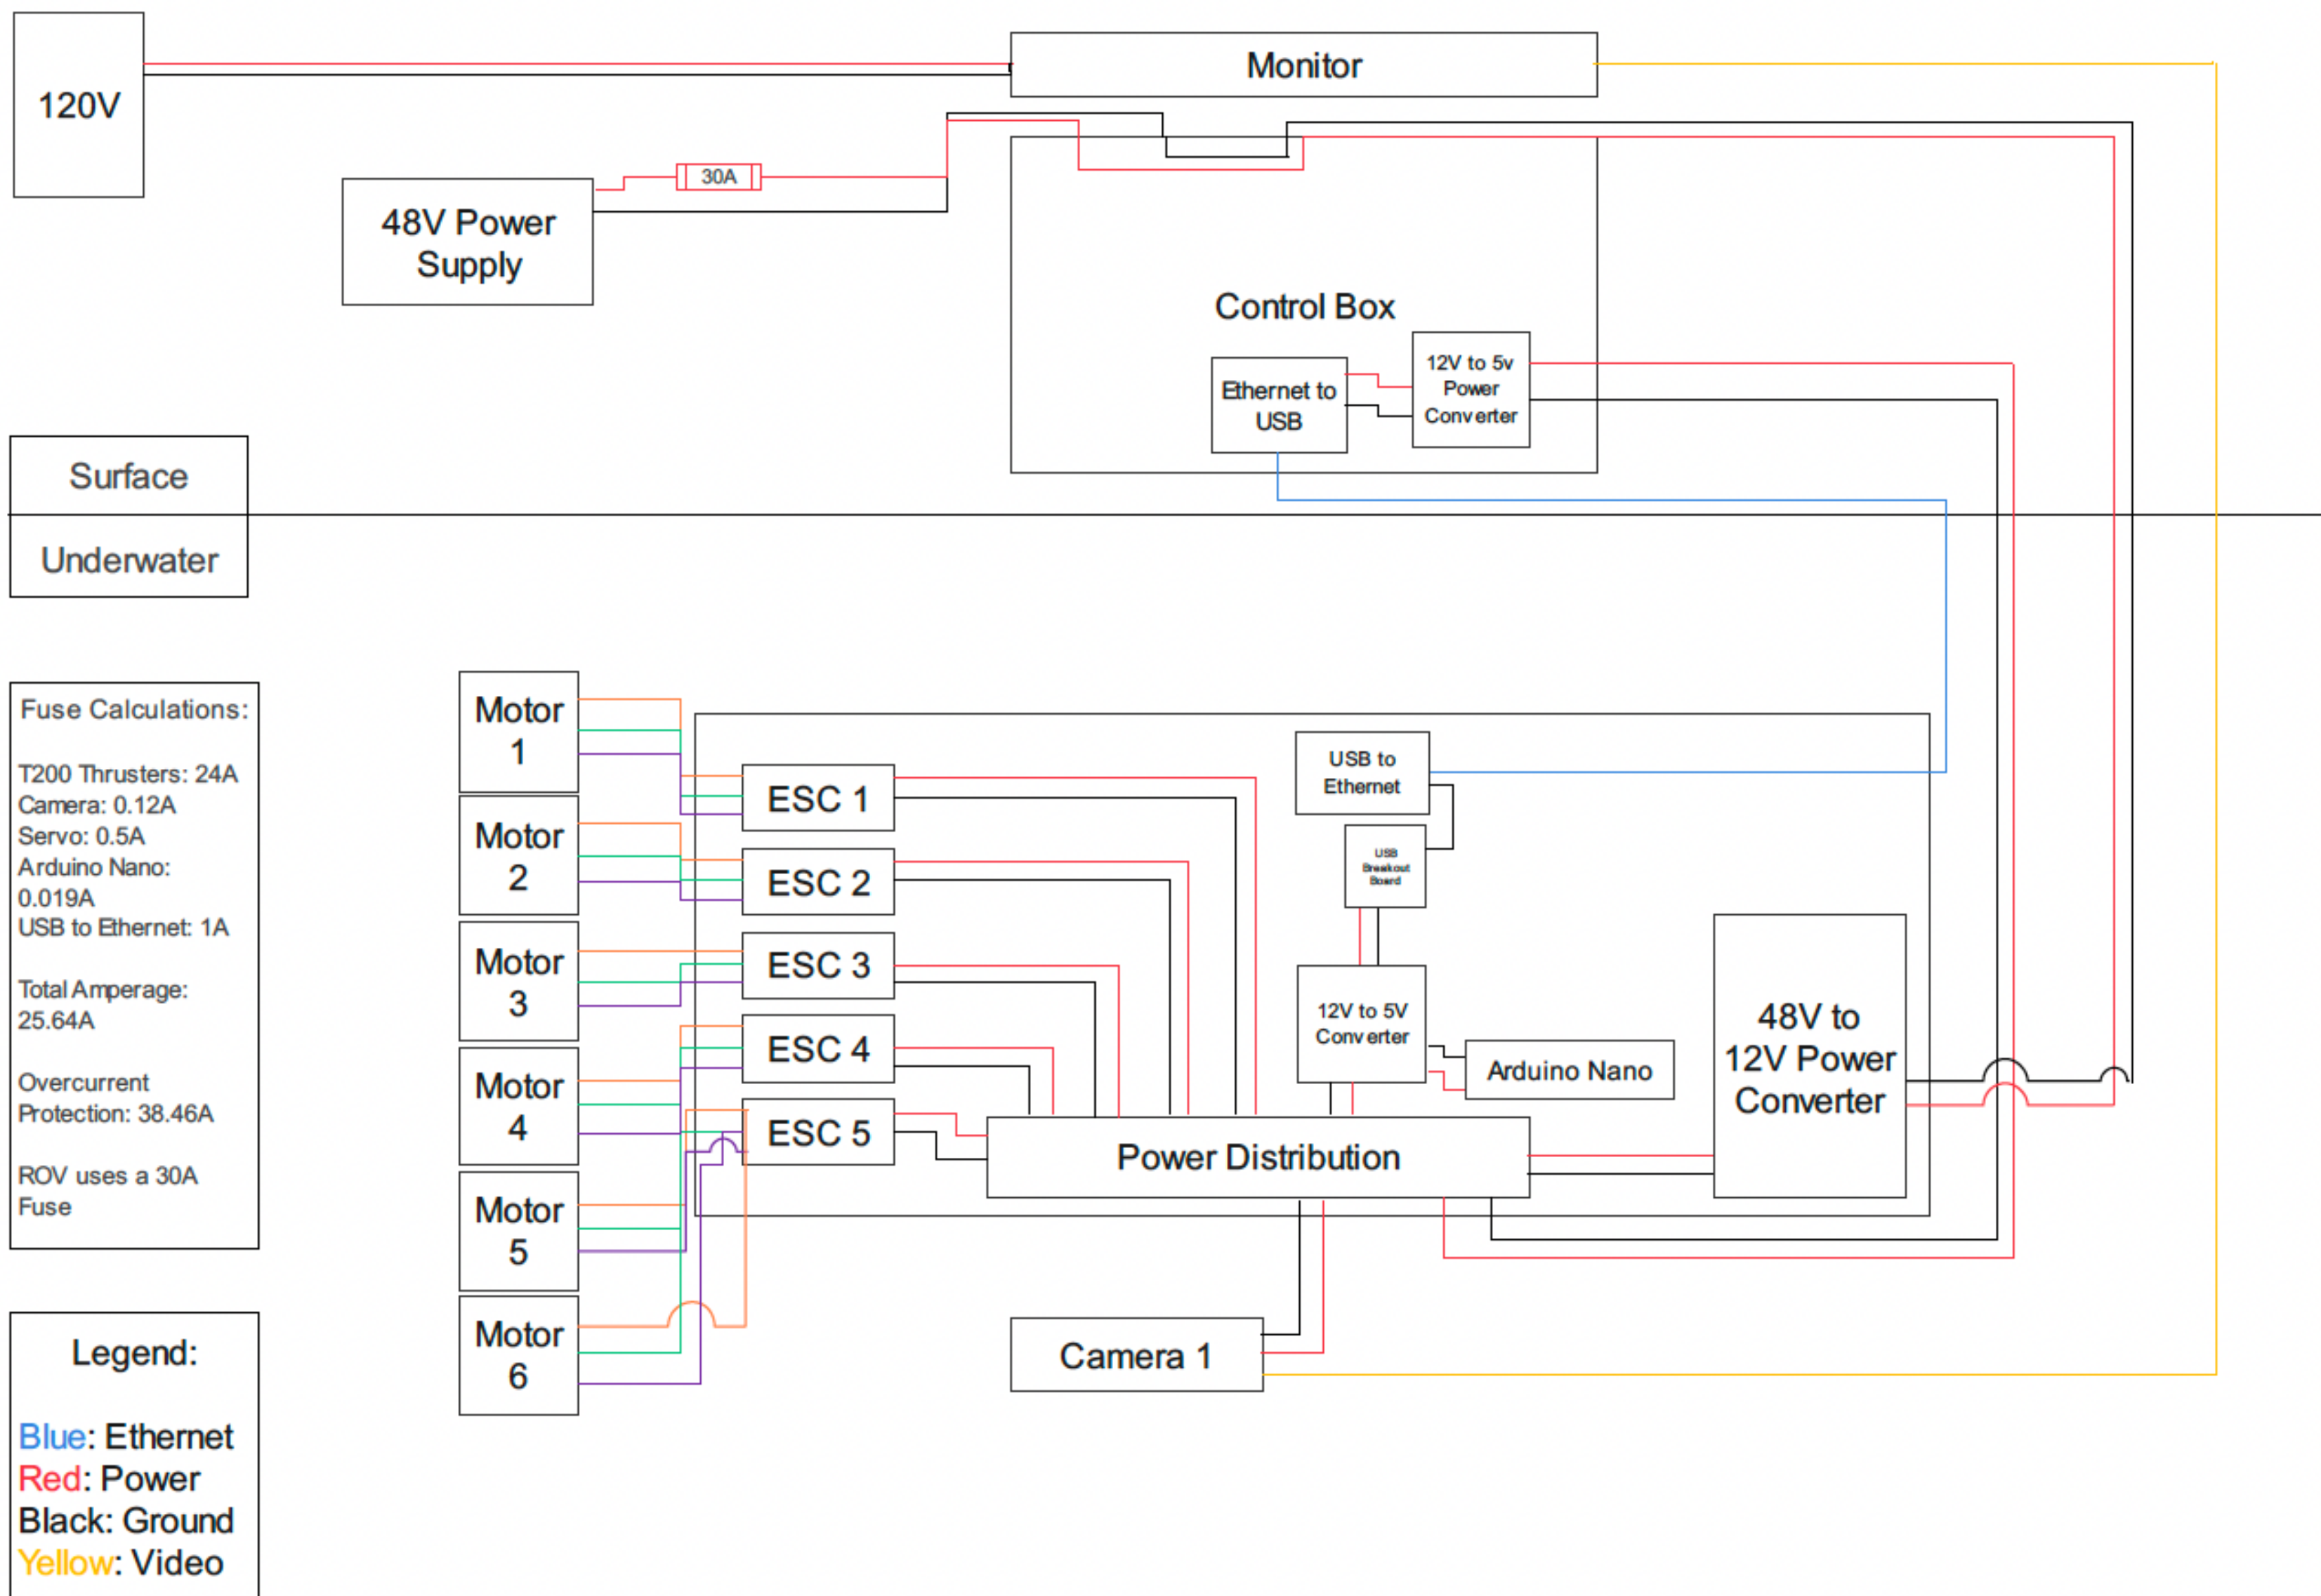 120V
Monitor
30A
48V Power
Supply
Control Box
12V to 5v
Power
Converter
Ethernet to
USB
Surface
Underwater
Fuse Calculations:
T200 Thrusters: 24A
Camera: 0.12A
Servo: 0.5A
Arduino Nano:
0.019A
USB to Ethernet: 1A
Total Amperage:
25.64A
Overcurrent
Protection: 38.46A
ROV uses a 30A
Fuse
Motor
1
Motor
2
Motor
3
Motor
4
Motor
5
Motor
6
ESC 1
ESC 2
ESC 3
ESC 4
ESC 5
USB to
Ethernet
USB
Breakout
Board
12V to 5V
Converter
Arduino Nano
48V to
12V Power
Converter
Power Distribution
Camera 1
Legend:
Blue: Ethernet
Red: Power
Black: Ground
Yellow: Video